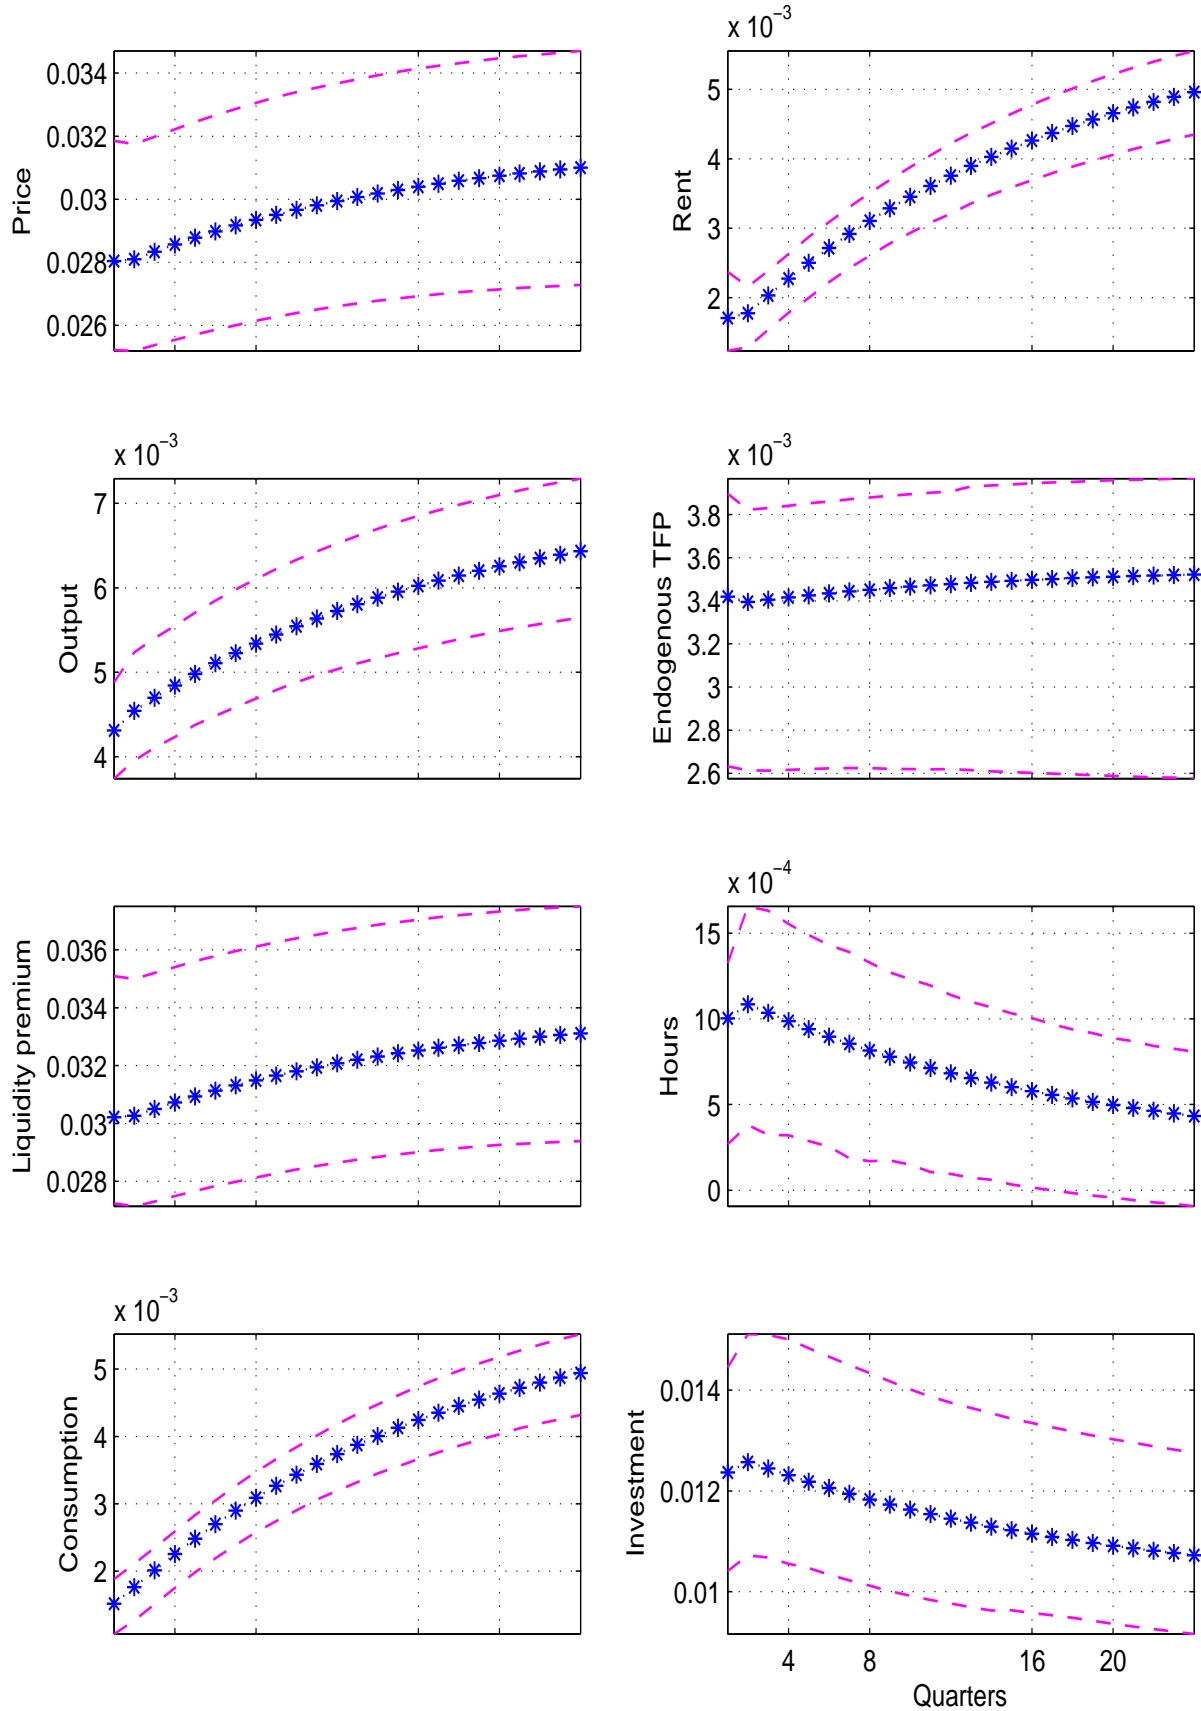 Price
0.034
0.032
0.03
0.028
0.026
x 10^−3
Rent
5
4
3
2
x 10^−3
Output
7
6
5
4
x 10^−3
Endogenous TFP
3.8
3.6
3.4
3.2
3
2.8
2.6
Liquidity premium
0.036
0.034
0.032
0.03
0.028
x 10^−4
Hours
15
10
5
0
x 10^−3
Consumption
5
4
3
2
Investment
0.014
0.012
0.01
4 8 16 20
Quarters